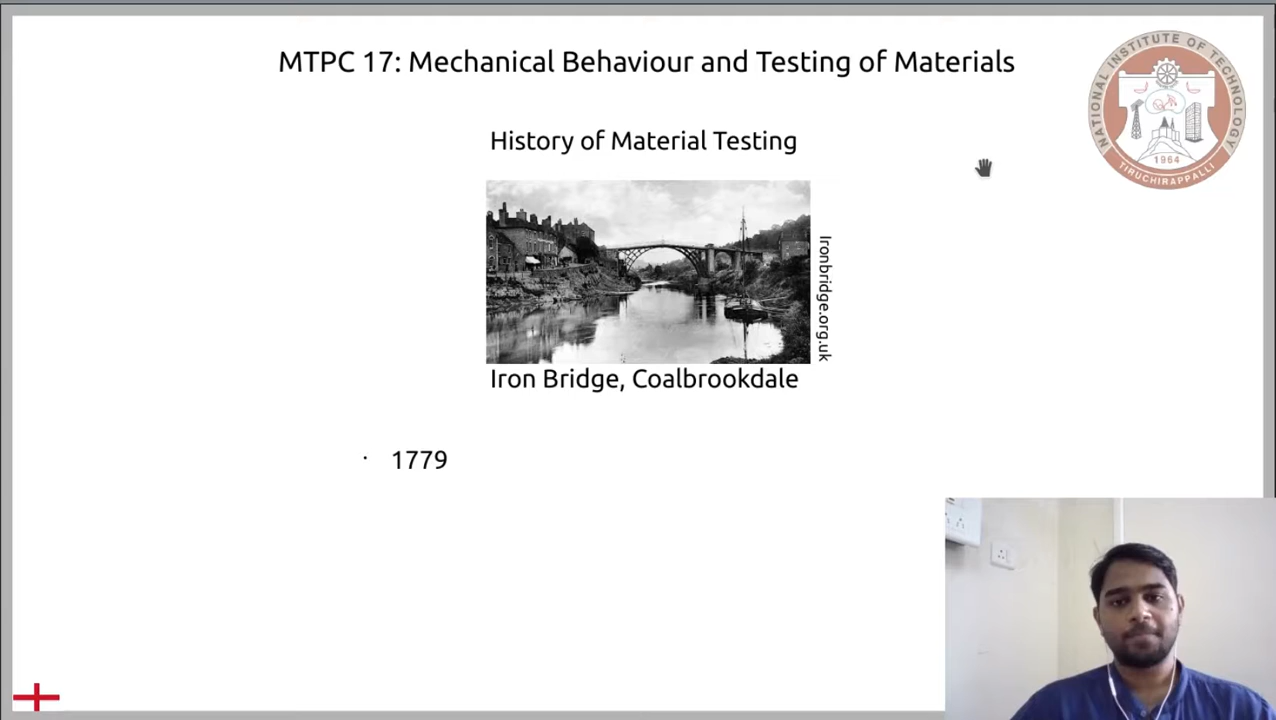 MTPC 17: Mechanical Behaviour and Testing of Materials
NATIONAL INSTITUTE OF TECHNOLOGY
1964
TIRUCHIRAPPALLI
History of Material Testing
Ironbridge.org.uk
Iron Bridge, Coalbrookdale
· 1779